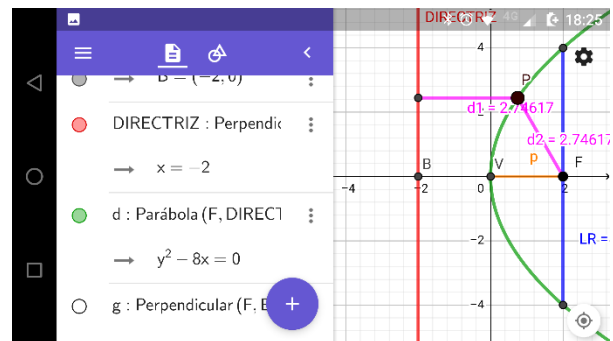 DIRECTRIZ
4G
18:25
B = (−2, 0)
DIRECTRIZ : Perpendic
→ x = −2
d : Parábola (F, DIRECT
→ y² − 8x = 0
g : Perpendicular (F, E
+
4
P
d1 = 2.74617
d2 = 2.74617
p
B
V
F
−4
−2
0
2
−2
LR =
−4